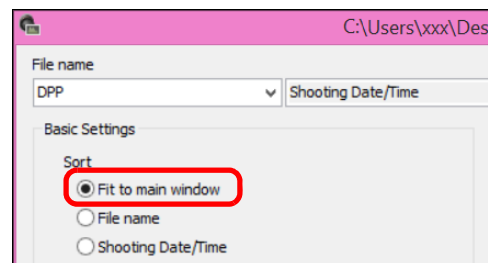 C:\Users\xxx\Des
File name
DPP Shooting Date/Time
Basic Settings
Sort
Fit to main window
File name
Shooting Date/Time